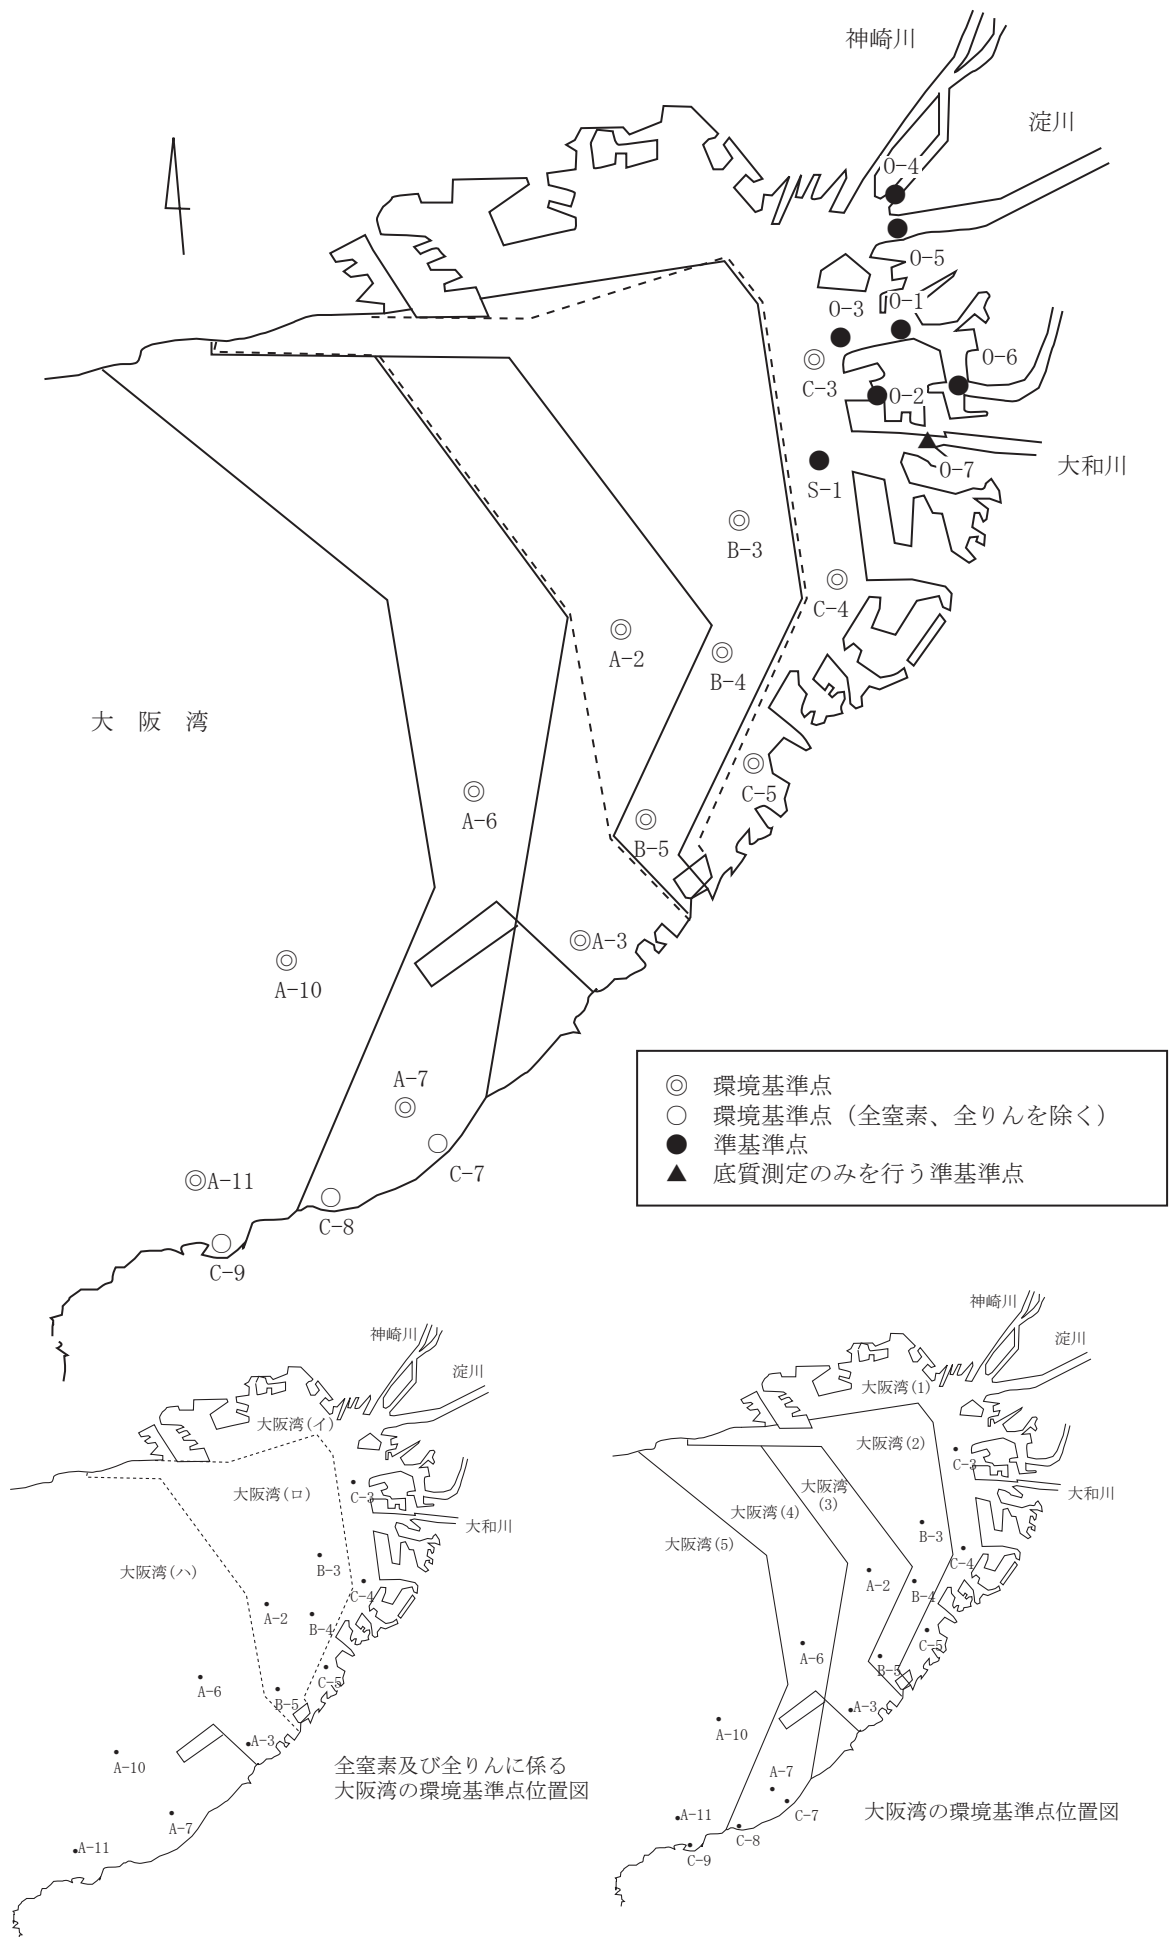 神崎川
淀川
O-4
O-5
O-3
O-1
O-6
C-3
O-2
大和川
O-7
S-1
B-3
C-4
A-2
B-4
大 阪 湾
C-5
A-6
B-5
A-3
A-10
A-7
C-7
A-11
C-8
C-9
◎ 環境基準点
○ 環境基準点（全窒素、全りんを除く）
● 準基準点
▲ 底質測定のみを行う準基準点
神崎川
淀川
大阪湾(イ)
大阪湾(ロ)
C-3
大和川
大阪湾(ハ)
B-3
C-4
A-2
B-4
C-5
A-6
B-5
A-3
A-10
A-7
A-11
全窒素及び全りんに係る
大阪湾の環境基準点位置図
神崎川
淀川
大阪湾(1)
大阪湾(2)
C-3
大阪湾
(3)
大和川
大阪湾(4)
大阪湾(5)
B-3
C-4
A-2
B-4
C-5
A-6
B-5
A-3
A-10
A-7
C-7
A-11
C-8
C-9
大阪湾の環境基準点位置図